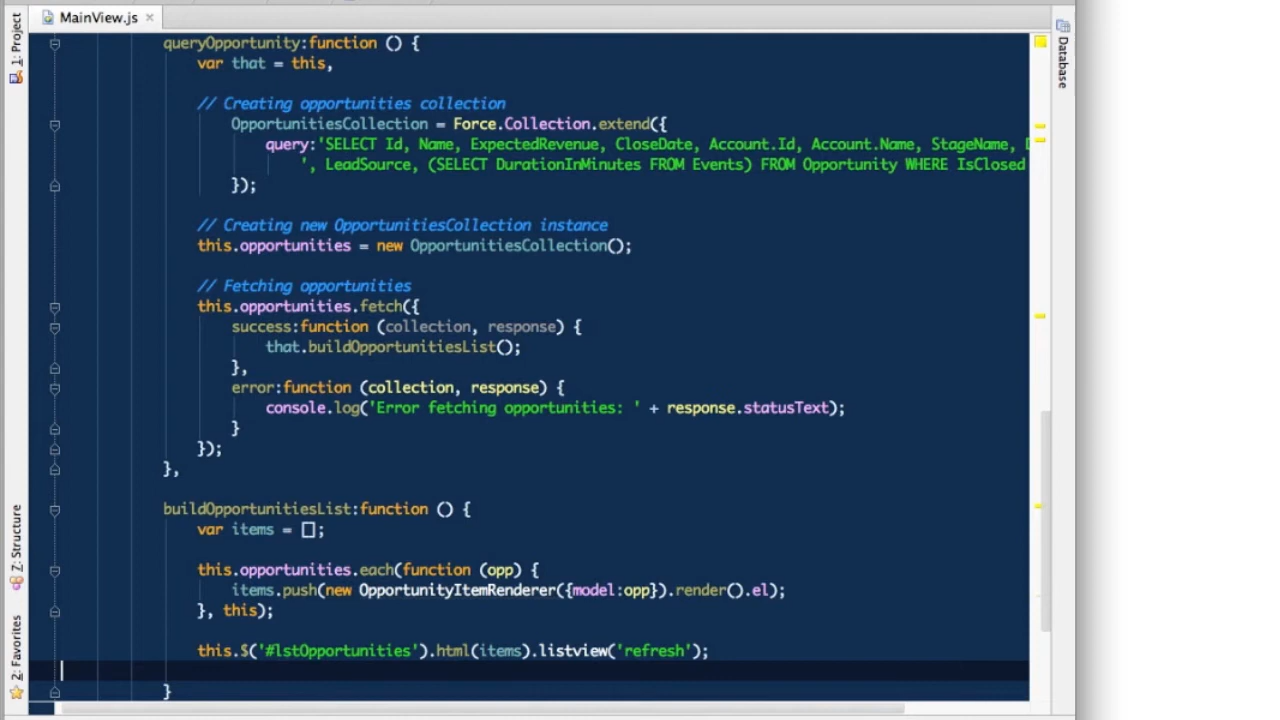 MainView.js
1: Project
Database
queryOpportunity:function () {
var that = this,
// Creating opportunities collection
OpportunitiesCollection = Force.Collection.extend({
query:'SELECT Id, Name, ExpectedRevenue, CloseDate, Account.Id, Account.Name, StageName,
', LeadSource, (SELECT DurationInMinutes FROM Events) FROM Opportunity WHERE IsClosed
});
// Creating new OpportunitiesCollection instance
this.opportunities = new OpportunitiesCollection();
// Fetching opportunities
this.opportunities.fetch({
success:function (collection, response) {
that.buildOpportunitiesList();
},
error:function (collection, response) {
console.log('Error fetching opportunities: ' + response.statusText);
}
});
},
buildOpportunitiesList:function () {
var items = [];
this.opportunities.each(function (opp) {
items.push(new OpportunityItemRenderer({model:opp}).render().el);
}, this);
this.$('#lstOpportunities').html(items).listview('refresh');
}
Z: Structure
2: Favorites